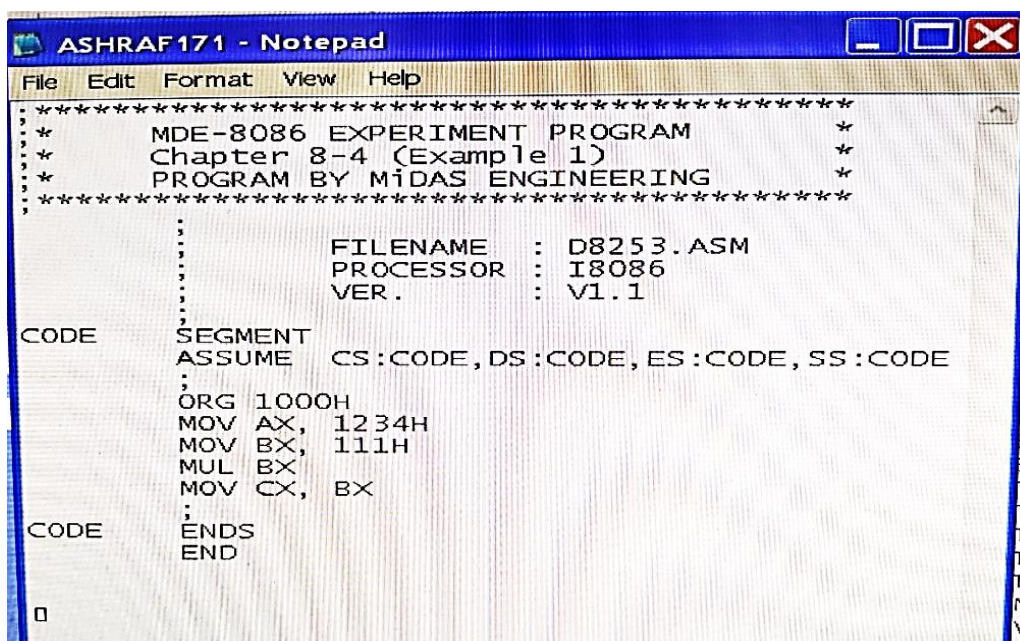 ASHRAF171 - Notepad
File Edit Format View Help
;******************************************
;* MDE-8086 EXPERIMENT PROGRAM *
;* Chapter 8-4 (Example 1) *
;* PROGRAM BY MiDAS ENGINEERING *
;******************************************
;
; FILENAME : D8253.ASM
; PROCESSOR : I8086
; VER. : V1.1
;
CODE SEGMENT
ASSUME CS:CODE,DS:CODE,ES:CODE,SS:CODE
;
ORG 1000H
MOV AX, 1234H
MOV BX, 111H
MUL BX
MOV CX, BX
;
CODE ENDS
END